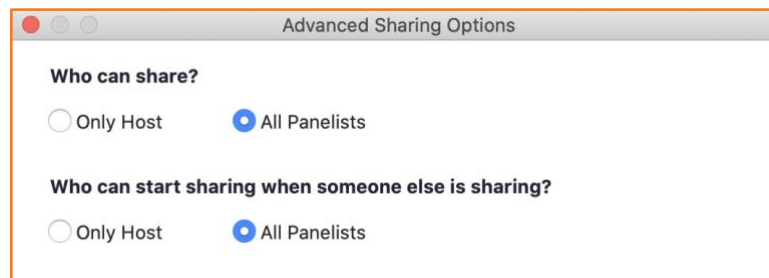 Advanced Sharing Options
Who can share?
Only Host All Panelists
Who can start sharing when someone else is sharing?
Only Host All Panelists